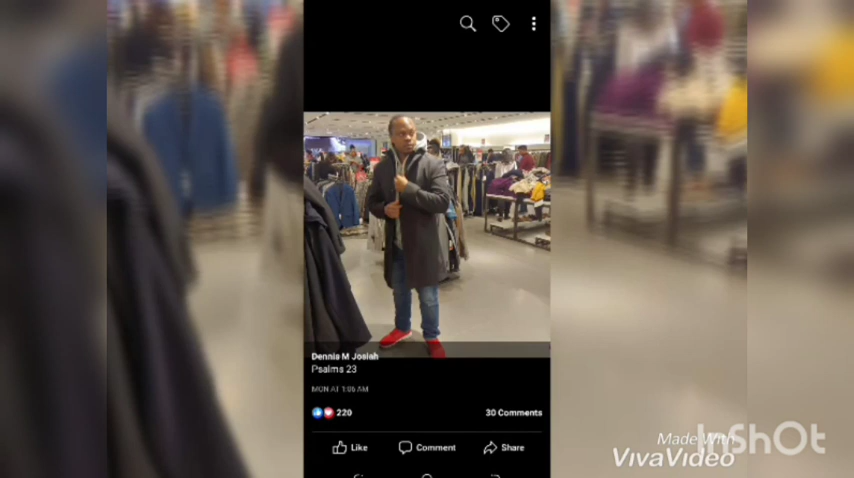 Dennis M Josiah
Psalms 23
MON AT 1:06 AM
220
30 Comments
Like
Comment
Share
Made With
VivaVideo
InShOt